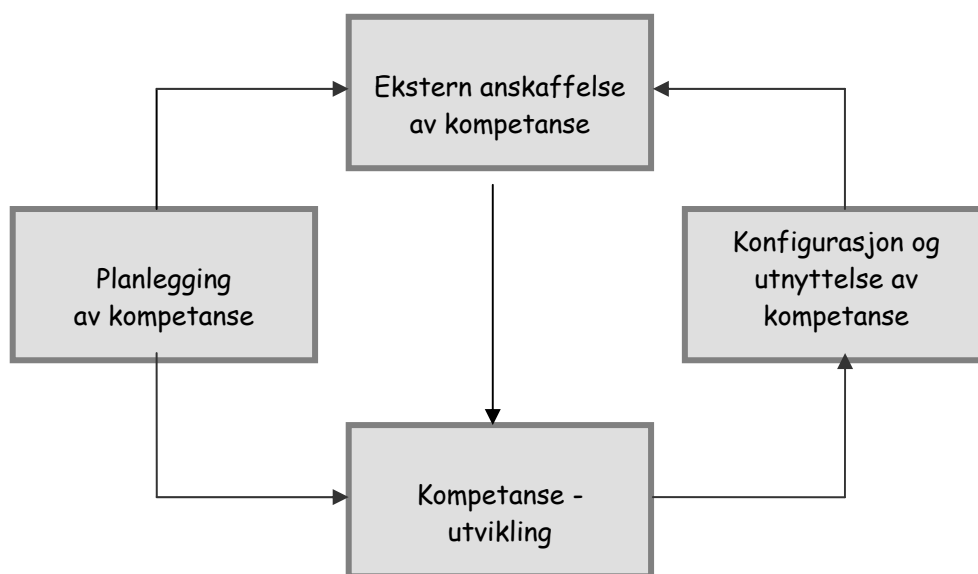 Ekstern anskaffelse
av kompetanse
Planlegging
av kompetanse
Konfigurasjon og
utnyttelse av
kompetanse
Kompetanse -
utvikling